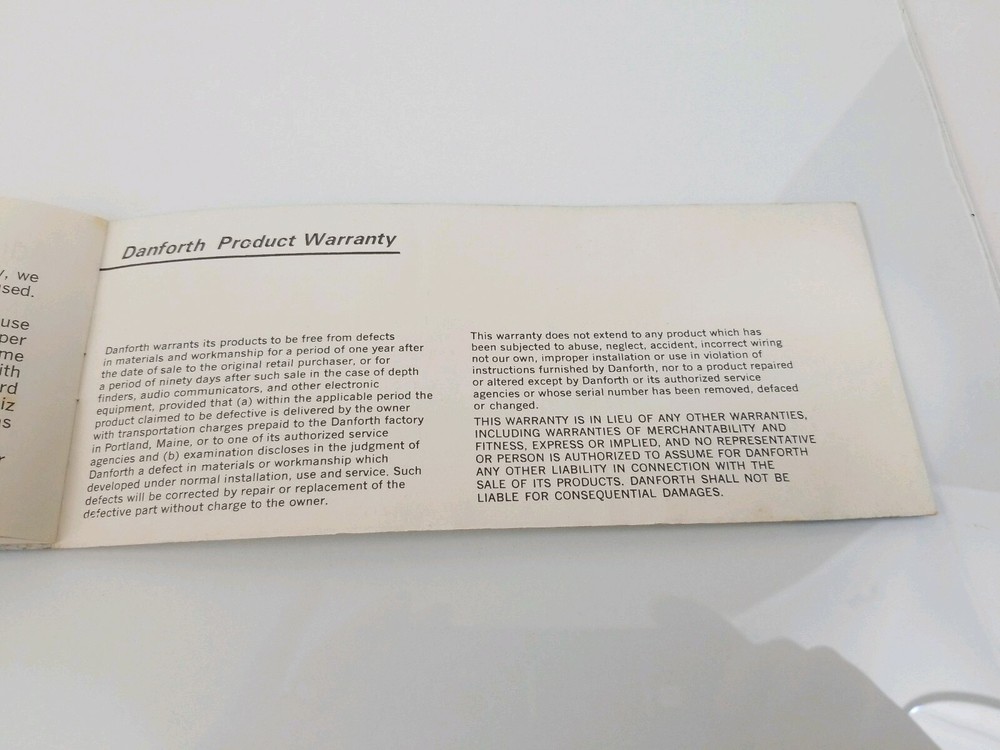 y, we
used.
use
per
me
ith
rd
iz
s
r
Danforth Product Warranty
Danforth warrants its products to be free from defects
in materials and workmanship for a period of one year after
the date of sale to the original retail purchaser, or for
a period of ninety days after such sale in the case of depth
finders, audio communicators, and other electronic
equipment, provided that (a) within the applicable period the
product claimed to be defective is delivered by the owner
with transportation charges prepaid to the Danforth factory
in Portland, Maine, or to one of its authorized service
agencies and (b) examination discloses in the judgment of
Danforth a defect in materials or workmanship which
developed under normal installation, use and service. Such
defects will be corrected by repair or replacement of the
defective part without charge to the owner.
This warranty does not extend to any product which has
been subjected to abuse, neglect, accident, incorrect wiring
not our own, improper installation or use in violation of
instructions furnished by Danforth, nor to a product repaired
or altered except by Danforth or its authorized service
agencies or whose serial number has been removed, defaced
or changed.
THIS WARRANTY IS IN LIEU OF ANY OTHER WARRANTIES,
INCLUDING WARRANTIES OF MERCHANTABILITY AND
FITNESS, EXPRESS OR IMPLIED, AND NO REPRESENTATIVE
OR PERSON IS AUTHORIZED TO ASSUME FOR DANFORTH
ANY OTHER LIABILITY IN CONNECTION WITH THE
SALE OF ITS PRODUCTS. DANFORTH SHALL NOT BE
LIABLE FOR CONSEQUENTIAL DAMAGES.